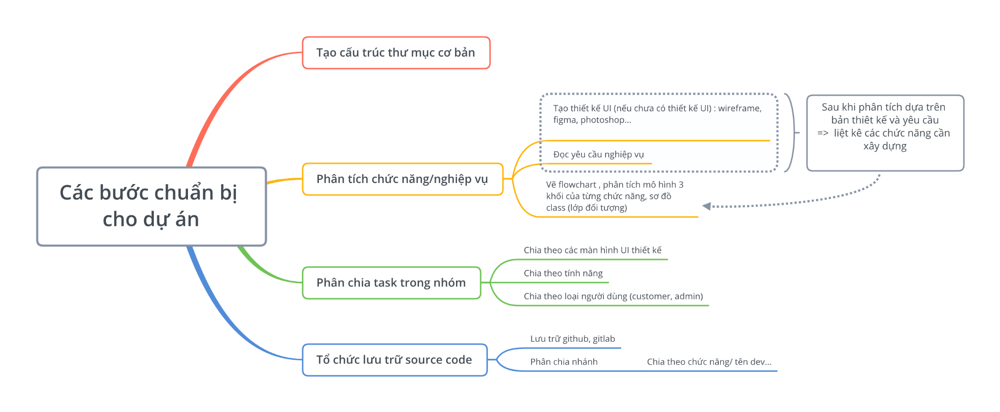 Các bước chuẩn bị
cho dự án
Tạo cấu trúc thư mục cơ bản
Phân tích chức năng/nghiệp vụ
Tạo thiết kế UI (nếu chưa có thiết kế UI) : wireframe,
figma, photoshop...
Đọc yêu cầu nghiệp vụ
Sau khi phân tích dựa trên
bản thiêt kế và yêu cầu
=> liệt kê các chức năng cần
xây dựng
Vẽ flowchart , phân tích mô hình 3
khối của từng chức năng, sơ đồ
class (lớp đối tượng)
Phân chia task trong nhóm
Chia theo các màn hình UI thiết kế
Chia theo tính năng
Chia theo loại người dùng (customer, admin)
Tổ chức lưu trữ source code
Lưu trữ github, gitlab
Phân chia nhánh
Chia theo chức năng/ tên dev...